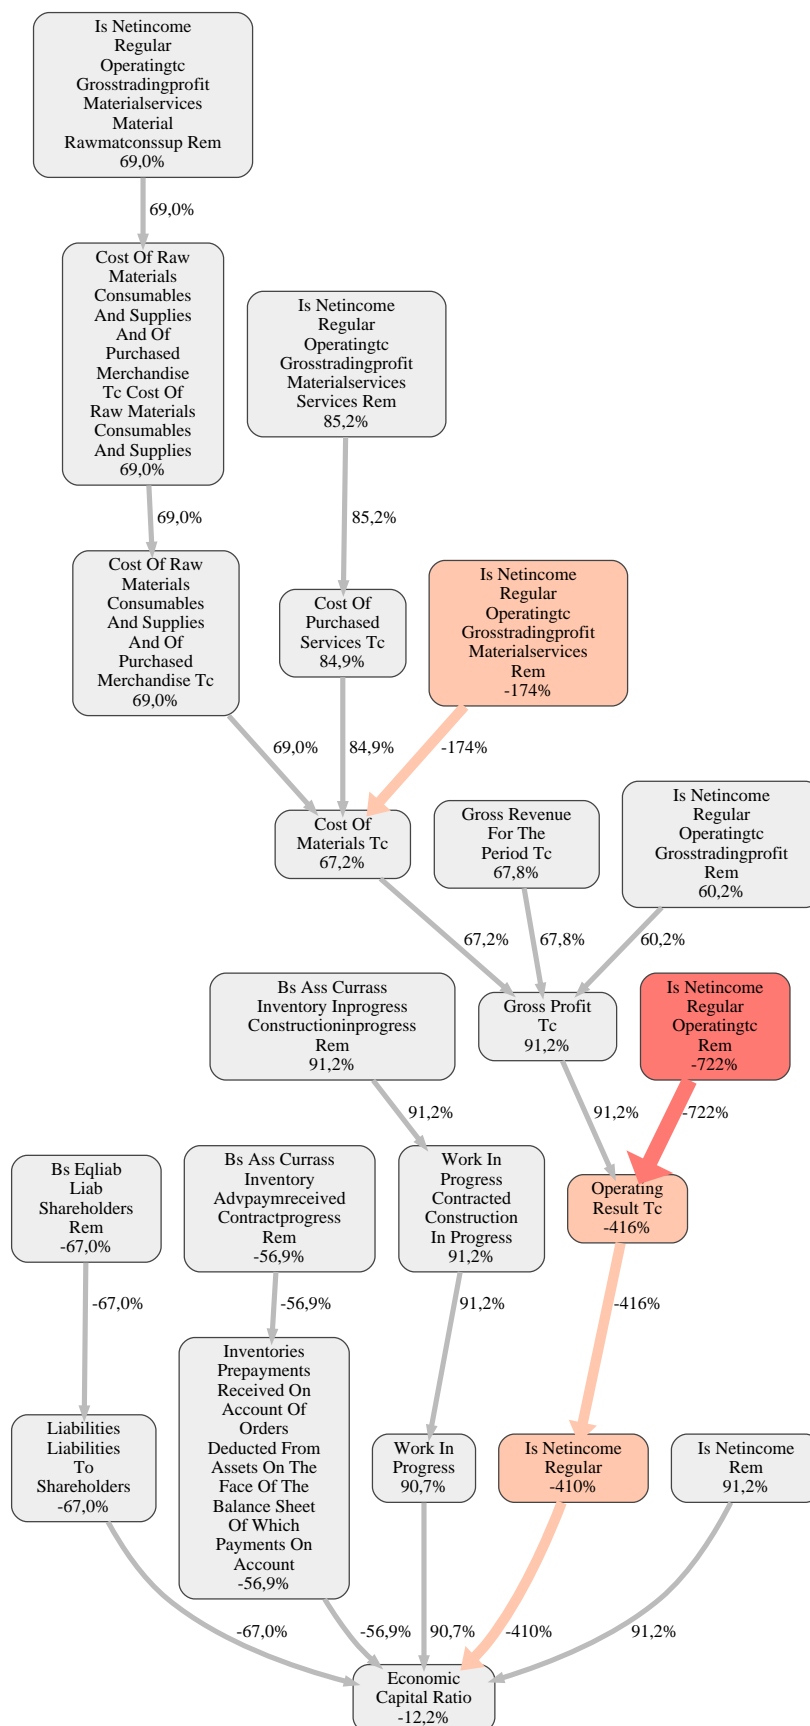 Is Netincome
Regular
Operatingtc
Grosstradingprofit
Materialservices
Material
Rawmatconssup Rem
69,0%
69,0%
Cost Of Raw
Materials
Consumables
And Supplies
And Of
Purchased
Merchandise
Tc Cost Of
Raw Materials
Consumables
And Supplies
69,0%
Is Netincome
Regular
Operatingtc
Grosstradingprofit
Materialservices
Services Rem
85,2%
69,0%
85,2%
Cost Of Raw
Materials
Consumables
And Supplies
And Of
Purchased
Merchandise Tc
69,0%
Cost Of
Purchased
Services Tc
84,9%
Is Netincome
Regular
Operatingtc
Grosstradingprofit
Materialservices
Rem
-174%
69,0%
84,9%
-174%
Cost Of
Materials Tc
67,2%
Gross Revenue
For The
Period Tc
67,8%
Is Netincome
Regular
Operatingtc
Grosstradingprofit
Rem
60,2%
67,2%
67,8%
60,2%
Bs Ass Currass
Inventory Inprogress
Constructioninprogress
Rem
91,2%
Gross Profit
Tc
91,2%
Is Netincome
Regular
Operatingtc
Rem
-722%
91,2%
91,2%
-722%
Bs Eqliab
Liab
Shareholders
Rem
-67,0%
Bs Ass Currass
Inventory
Advpaymreceived
Contractprogress
Rem
-56,9%
Work In
Progress
Contracted
Construction
In Progress
91,2%
Operating
Result Tc
-416%
-67,0%
-56,9%
91,2%
-416%
Liabilities
Liabilities
To
Shareholders
-67,0%
Inventories
Prepayments
Received On
Account Of
Orders
Deducted From
Assets On The
Face Of The
Balance Sheet
Of Which
Payments On
Account
-56,9%
Work In
Progress
90,7%
Is Netincome
Regular
-410%
Is Netincome
Rem
91,2%
-67,0%
-56,9%
90,7%
-410%
91,2%
Economic
Capital Ratio
-12,2%